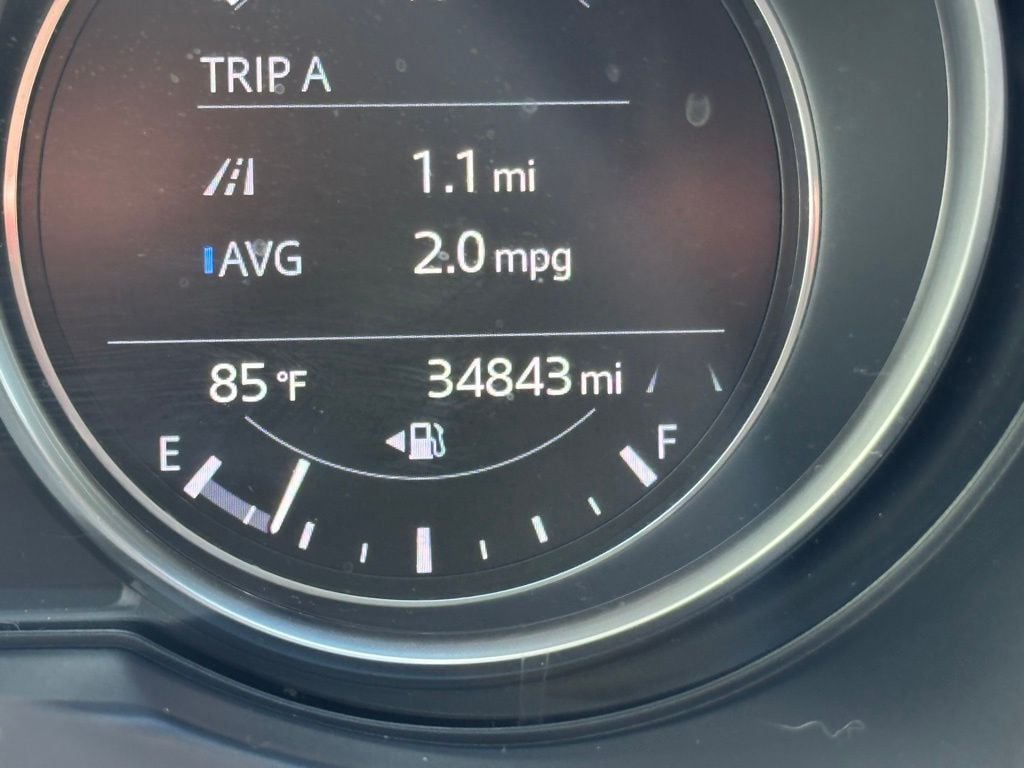 TRIP A
1.1 mi
AVG 2.0 mpg
85 °F 34843 mi
E F